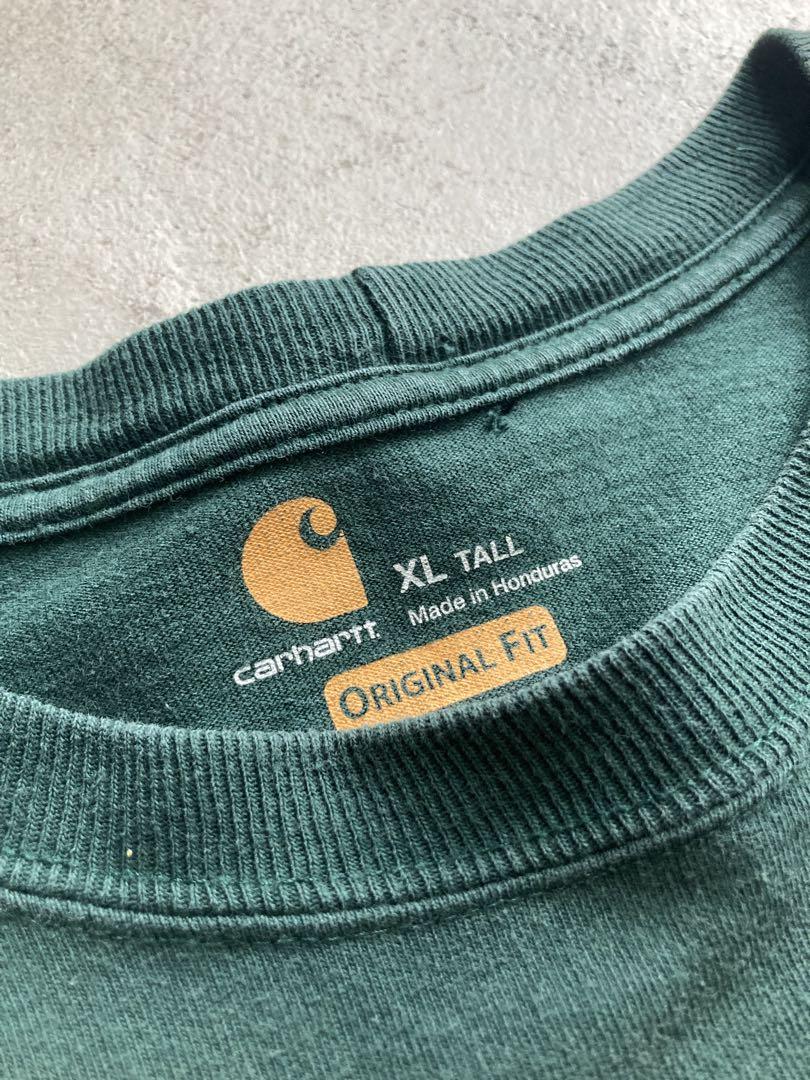 XL TALL
Made in Honduras
carhartt
ORIGINAL FIT